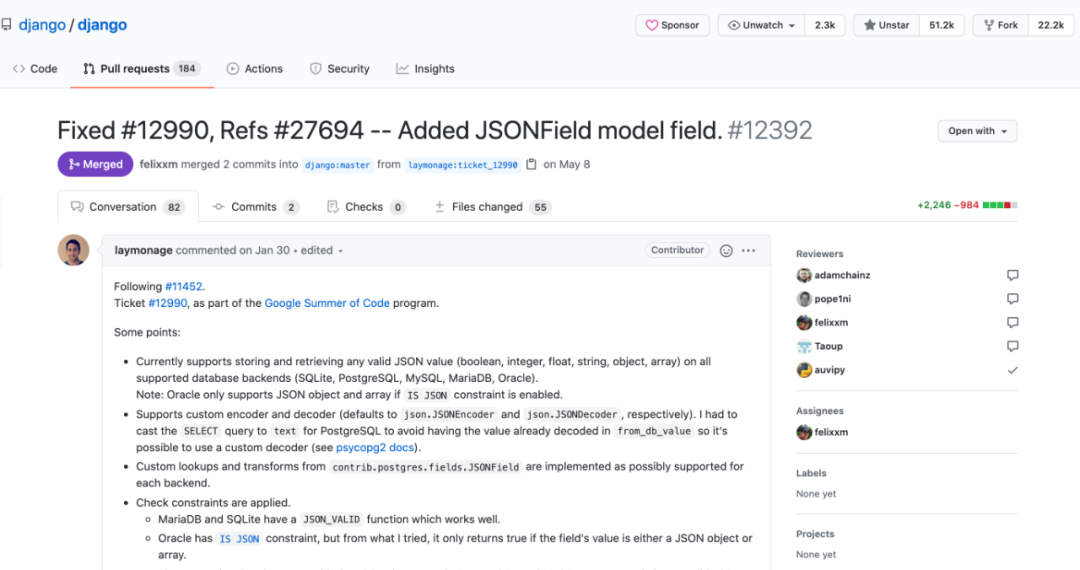 django / django
Sponsor Unwatch 2.3k Unstar 51.2k Fork 22.2k
Code Pull requests 184 Actions Security Insights
Fixed #12990, Refs #27694 -- Added JSONField model field. #12392
Open with
Merged felixxm merged 2 commits into django:master from laymonage:ticket_12990 on May 8
Conversation 82 Commits 2 Checks 0 Files changed 55
+2,246 −984
laymonage commented on Jan 30 • edited
Contributor
Following #11452.
Ticket #12990, as part of the Google Summer of Code program.
Some points:
• Currently supports storing and retrieving any valid JSON value (boolean, integer, float, string, object, array) on all
supported database backends (SQLite, PostgreSQL, MySQL, MariaDB, Oracle).
Note: Oracle only supports JSON object and array if IS JSON constraint is enabled.
• Supports custom encoder and decoder (defaults to json.JSONEncoder and json.JSONDecoder , respectively). I had to
cast the SELECT query to text for PostgreSQL to avoid having the value already decoded in from_db_value so it's
possible to use a custom decoder (see psycopg2 docs).
• Custom lookups and transforms from contrib.postgres.fields.JSONField are implemented as possibly supported for
each backend.
• Check constraints are applied.
MariaDB and SQLite have a JSON_VALID function which works well.
Oracle has IS JSON constraint, but from what I tried, it only returns true if the field's value is either a JSON object or
array.
Reviewers
adamchainz
pope1ni
felixxm
Taoup
auvipy
Assignees
felixxm
Labels
None yet
Projects
None yet